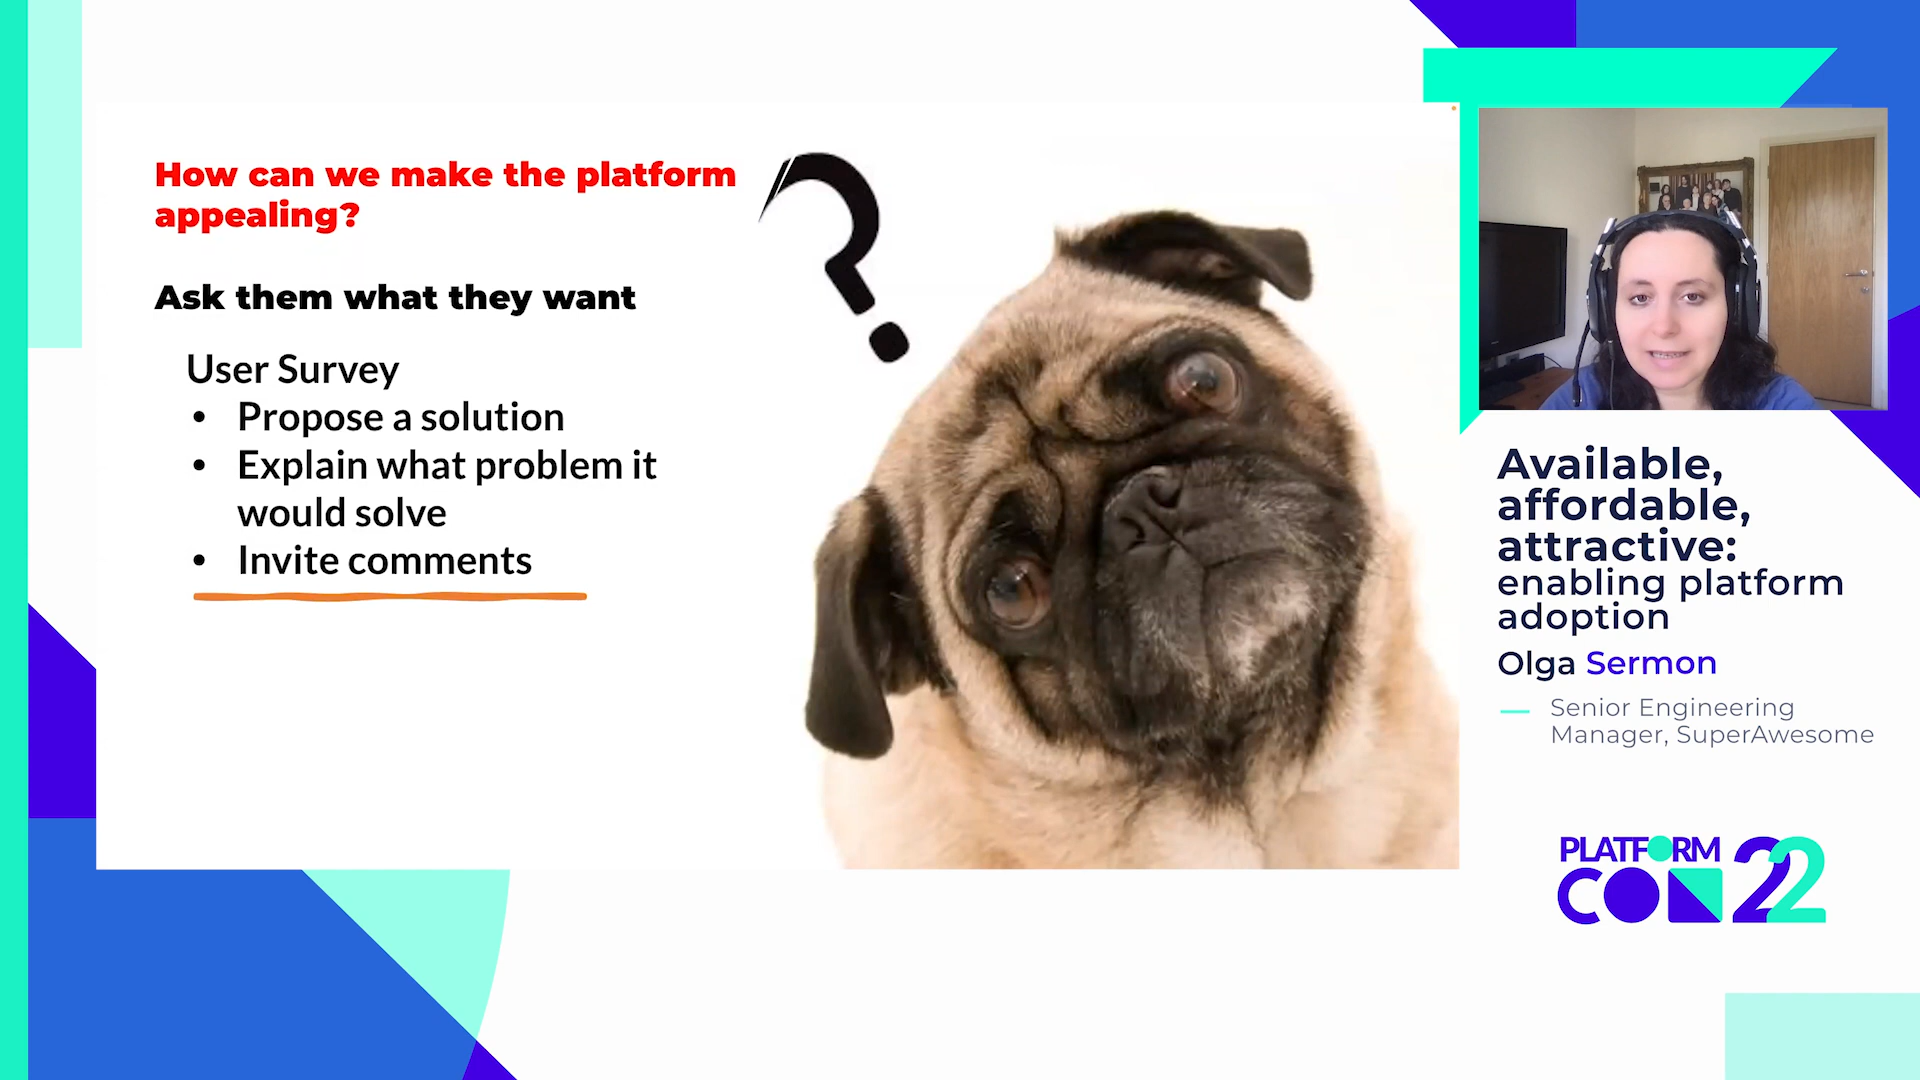 How can we make the platform
appealing?
Ask them what they want
User Survey
• Propose a solution
• Explain what problem it
would solve
• Invite comments
?
Available,
affordable,
attractive:
enabling platform
adoption
Olga Sermon
Senior Engineering
Manager, SuperAwesome
PLATFORM
CON 22